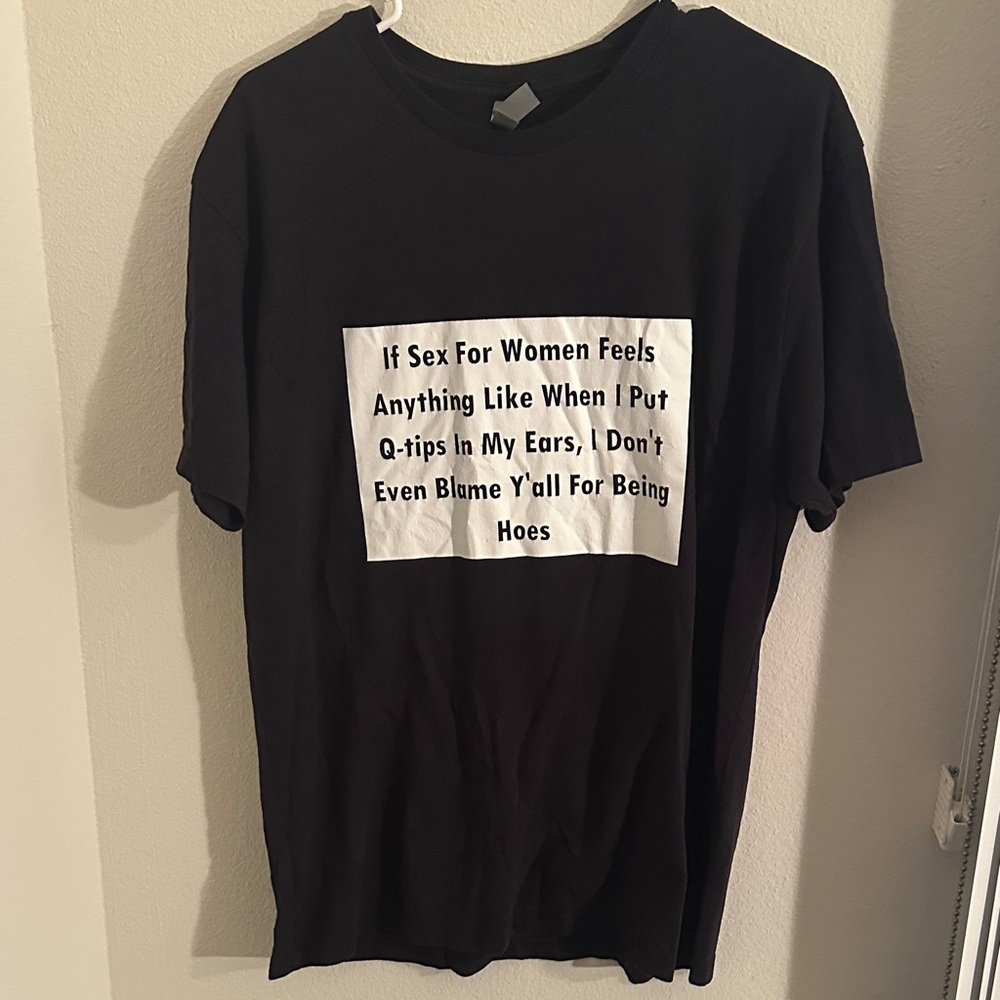 If Sex For Women Feels
Anything Like When I Put
Q-tips In My Ears, I Don't
Even Blame Y'all For Being
Hoes